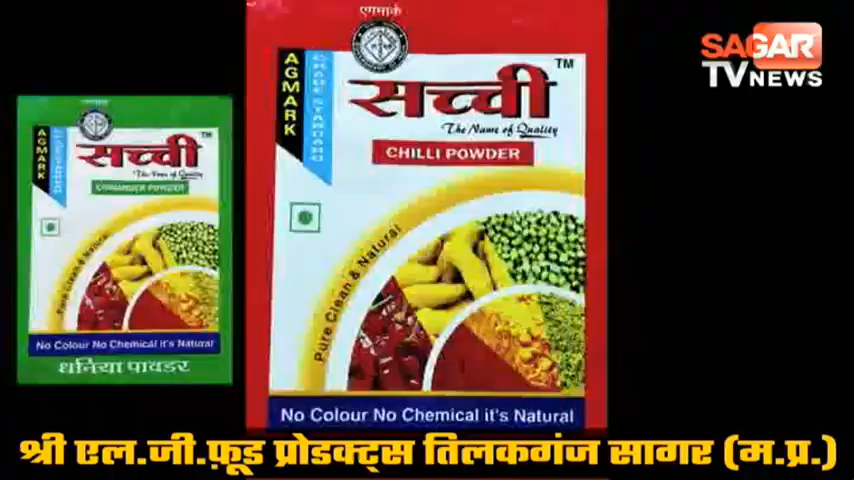 SAGAR
TV NEWS
एगमार्क
AGMARK
GRADE STANDARD
सच्ची TM
The Name of Quality
CHILLI POWDER
Pure Clean & Natural
No Colour No Chemical it's Natural
AGMARK
सच्ची TM
The Name of Quality
CORIANDER POWDER
Pure Clean & Natural
No Colour No Chemical it's Natural
धनिया पावडर
श्री एल.जी.फ़ूड प्रोडक्ट्स तिलकगंज सागर (म.प्र.)